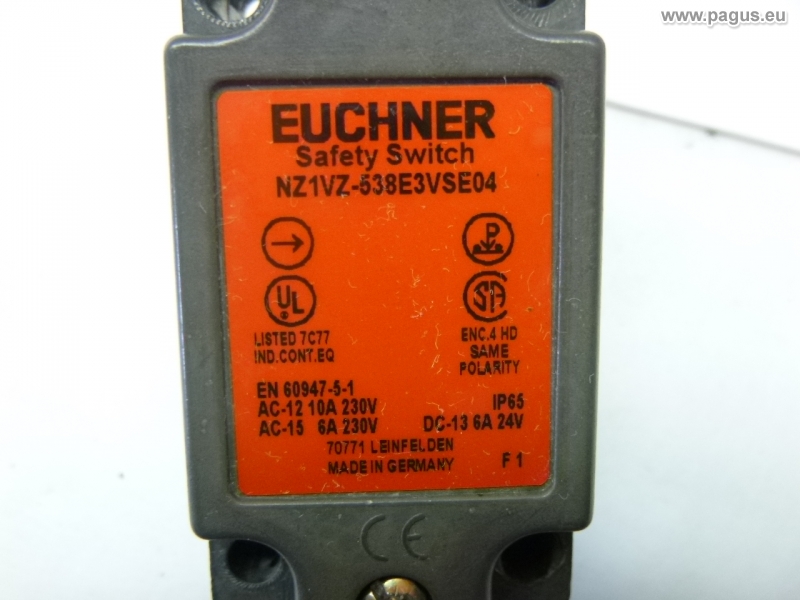 www.pagus.eu
EUCHNER
Safety Switch
NZ1VZ-538E3VSE04
P
UL
SA
LISTED 7C77
IND.CONT.EQ
ENC.4 HD
SAME
POLARITY
EN 60947-5-1
AC-12 10A 230V
IP65
AC-15 6A 230V
DC-13 6A 24V
70771 LEINFELDEN
MADE IN GERMANY
F 1
CE